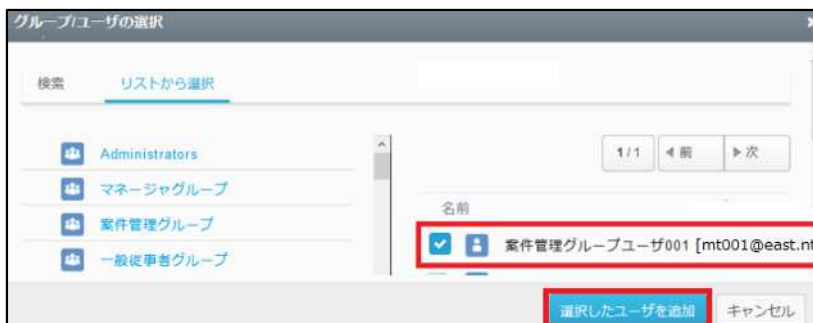 グループ/ユーザの選択
検索 リストから選択
Administrators
マネージャグループ
案件管理グループ
一般従事者グループ
1/1 ◀前 ▶次
名前
案件管理グループユーザ001 [mt001@east.nt
選択したユーザを追加 キャンセル